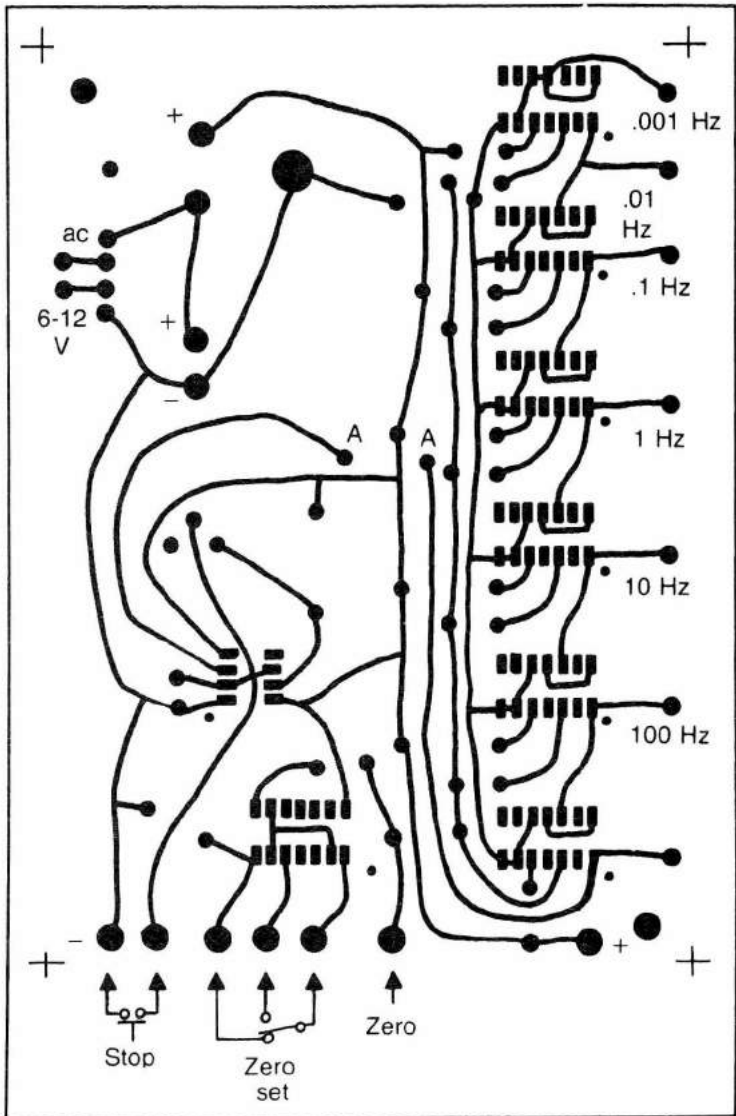 +
.001 Hz
.01
Hz
ac
.1 Hz
+
6-12
V
-
A
A
1 Hz
10 Hz
100 Hz
-
+
Stop
Zero
set
Zero